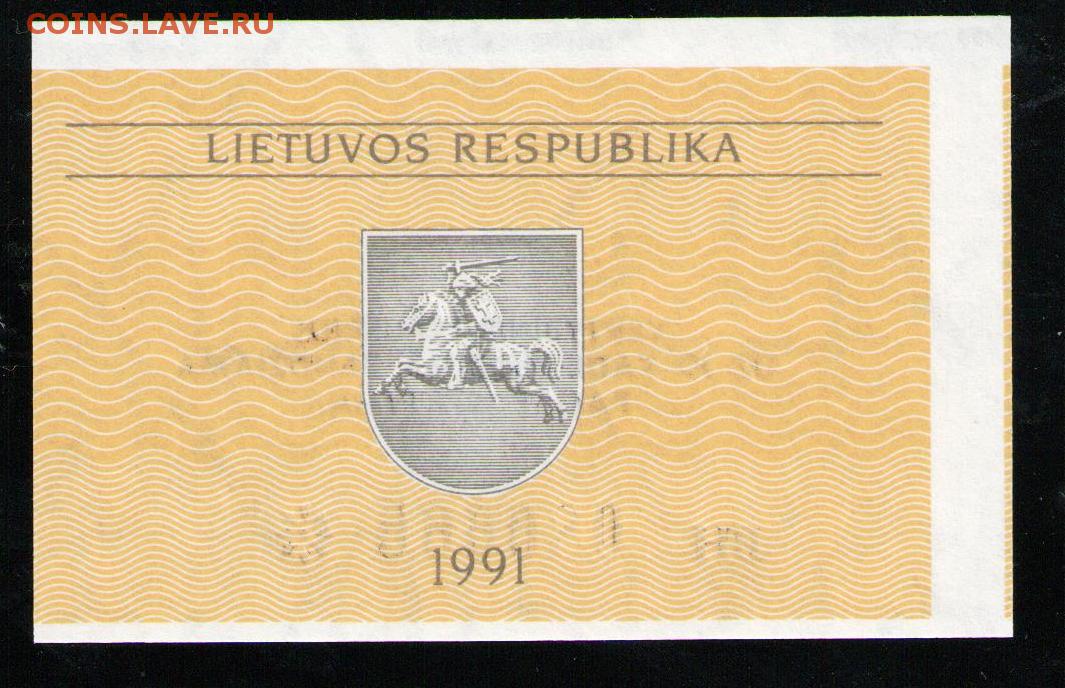 COINS.LAVE.RU
LIETUVOS RESPUBLIKA
1991